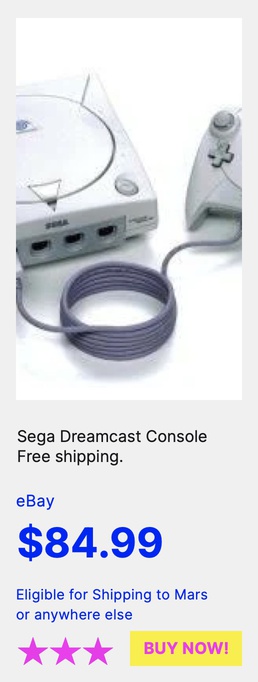 SEGA
Sega Dreamcast Console
Free shipping.
eBay
$84.99
Eligible for Shipping to Mars
or anywhere else
BUY NOW!